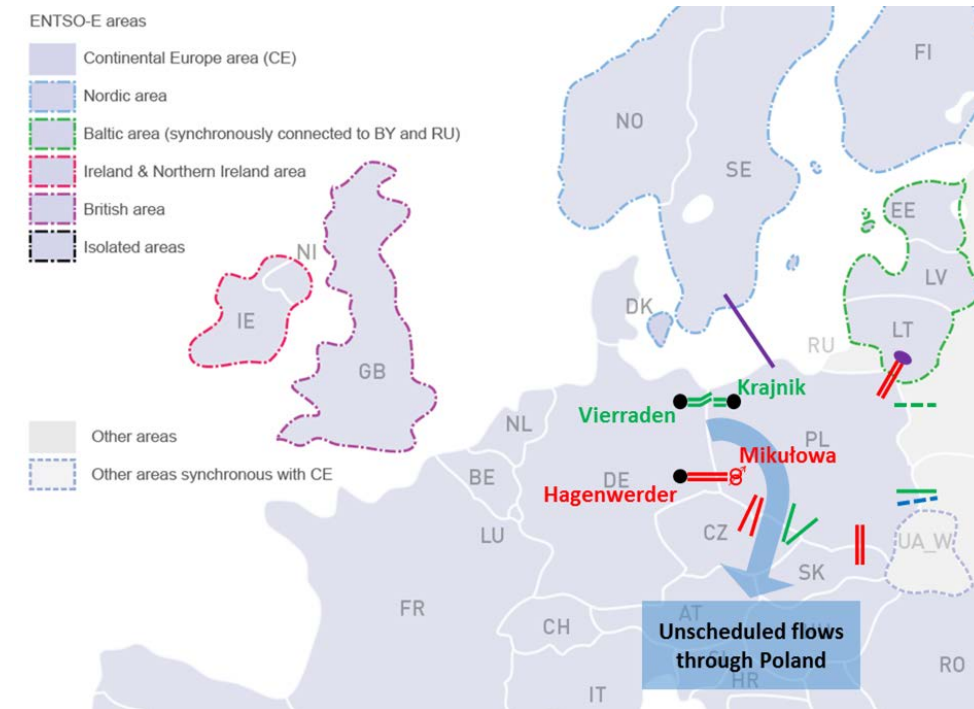 ENTSO-E areas
Continental Europe area (CE)
Nordic area
Baltic area (synchronously connected to BY and RU)
Ireland & Northern Ireland area
British area
Isolated areas
FI
NO
SE
EE
NI
LV
DK
IE
LT
RU
GB
Krajnik
Vierraden
NL
PL
Other areas
Mikułowa
BE
DE
Other areas synchronous with CE
Hagenwerder
LU
CZ
UA_W
SK
FR
AT
CH
Unscheduled flows
through Poland
RO
HR
IT